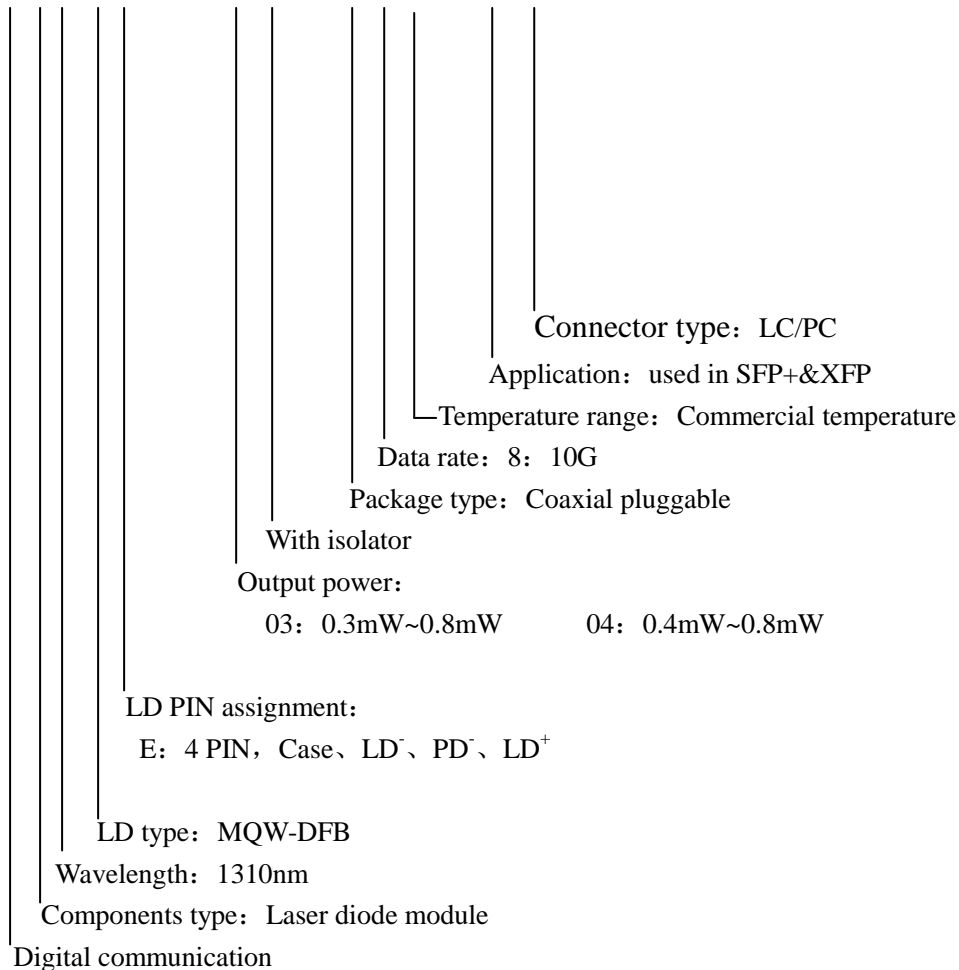 Connector type：LC/PC
Application：used in SFP+&XFP
Temperature range：Commercial temperature
Data rate：8：10G
Package type：Coaxial pluggable
With isolator
Output power：
03：0.3mW~0.8mW 04：0.4mW~0.8mW
LD PIN assignment：
E：4 PIN，Case、LD⁻、PD⁻、LD⁺
LD type：MQW-DFB
Wavelength：1310nm
Components type：Laser diode module
Digital communication